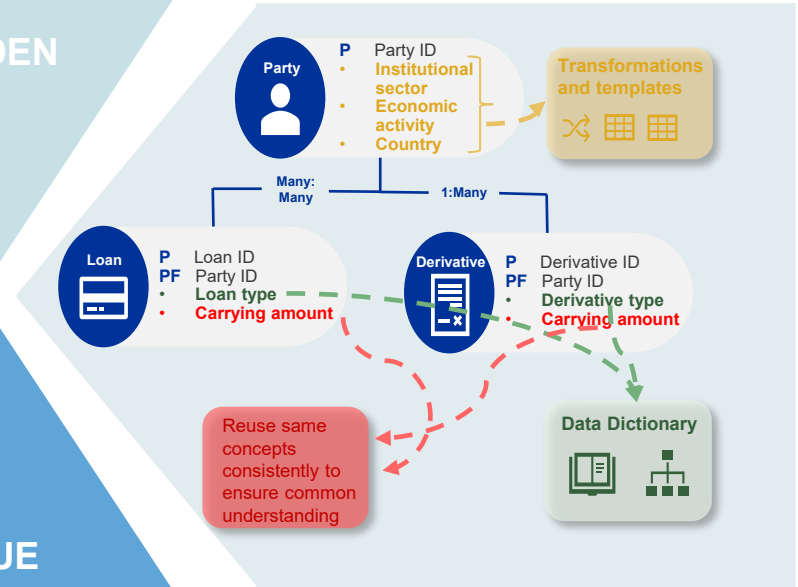 DEN
Party
P Party ID
• Institutional
sector
• Economic
activity
• Country
Transformations
and templates
Many:
Many
1:Many
Loan
P Loan ID
PF Party ID
• Loan type
• Carrying amount
Derivative
P Derivative ID
PF Party ID
• Derivative type
• Carrying amount
Reuse same
concepts
consistently to
ensure common
understanding
Data Dictionary
UE